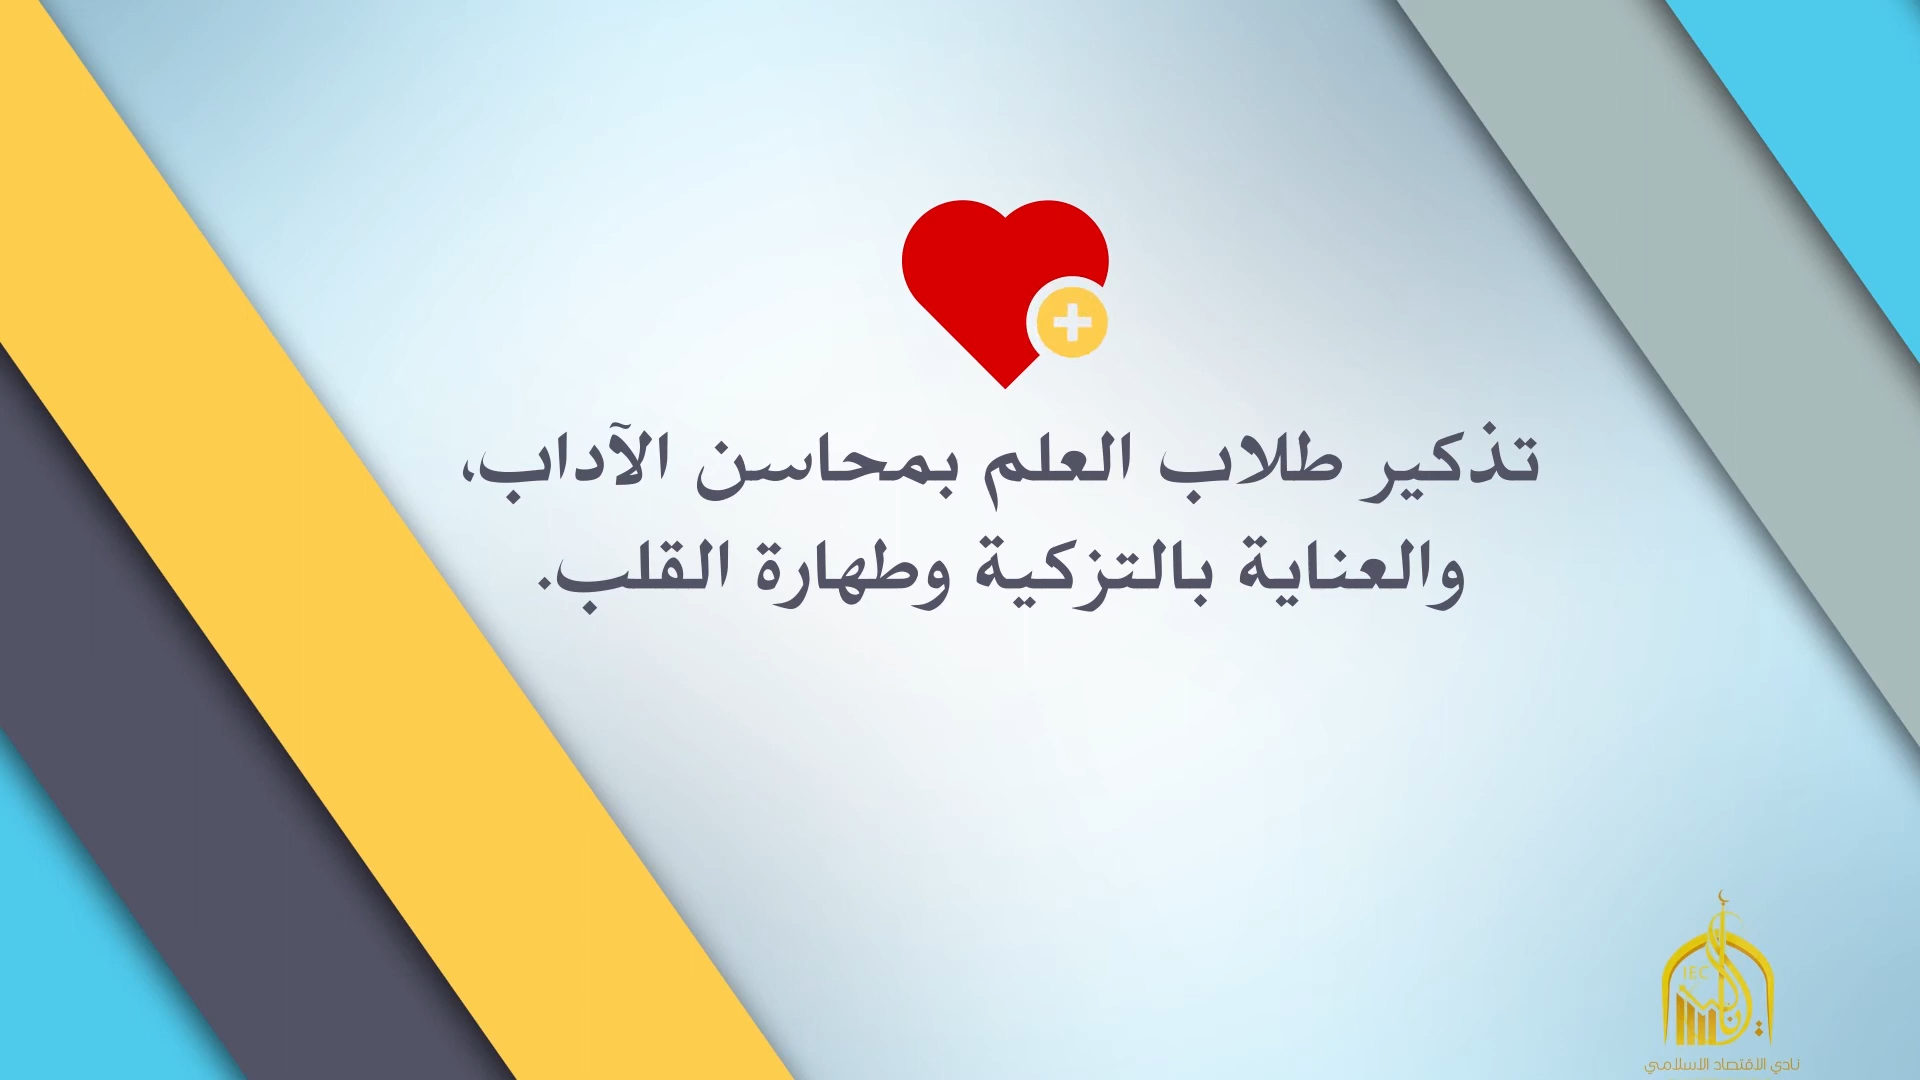 تذكير طلاب العلم بمحاسن الآداب،
والعناية بالتزكية وطهارة القلب.
IEC
نادي الاقتصاد الاسلامي